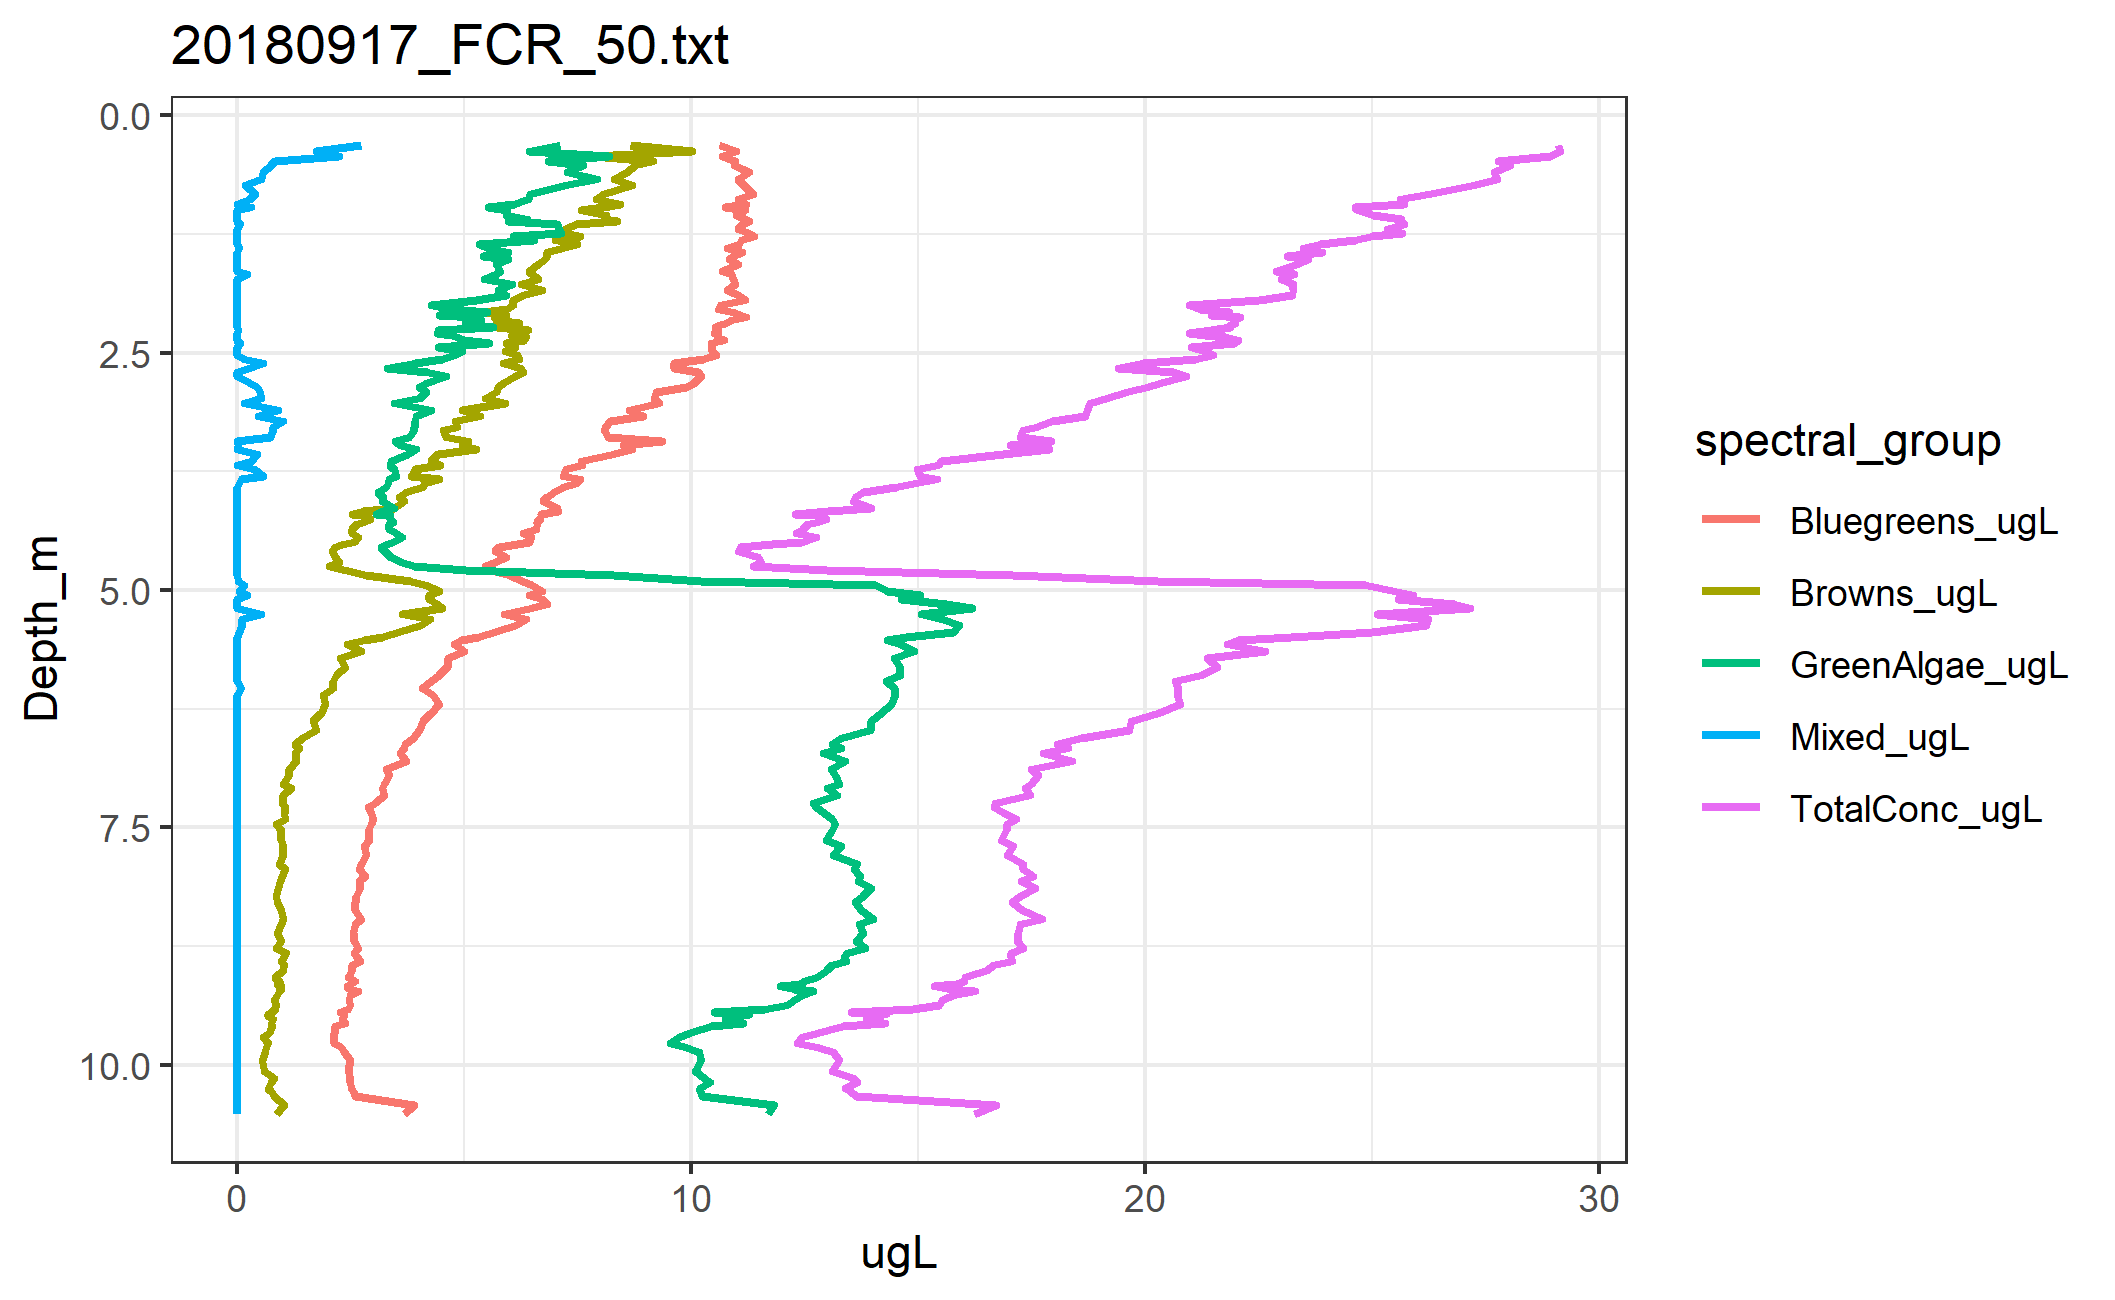 20180917_FCR_50.txt
0.0
2.5
5.0
7.5
10.0
Depth_m
0 10 20 30
ugL
spectral_group
Bluegreens_ugL
Browns_ugL
GreenAlgae_ugL
Mixed_ugL
TotalConc_ugL